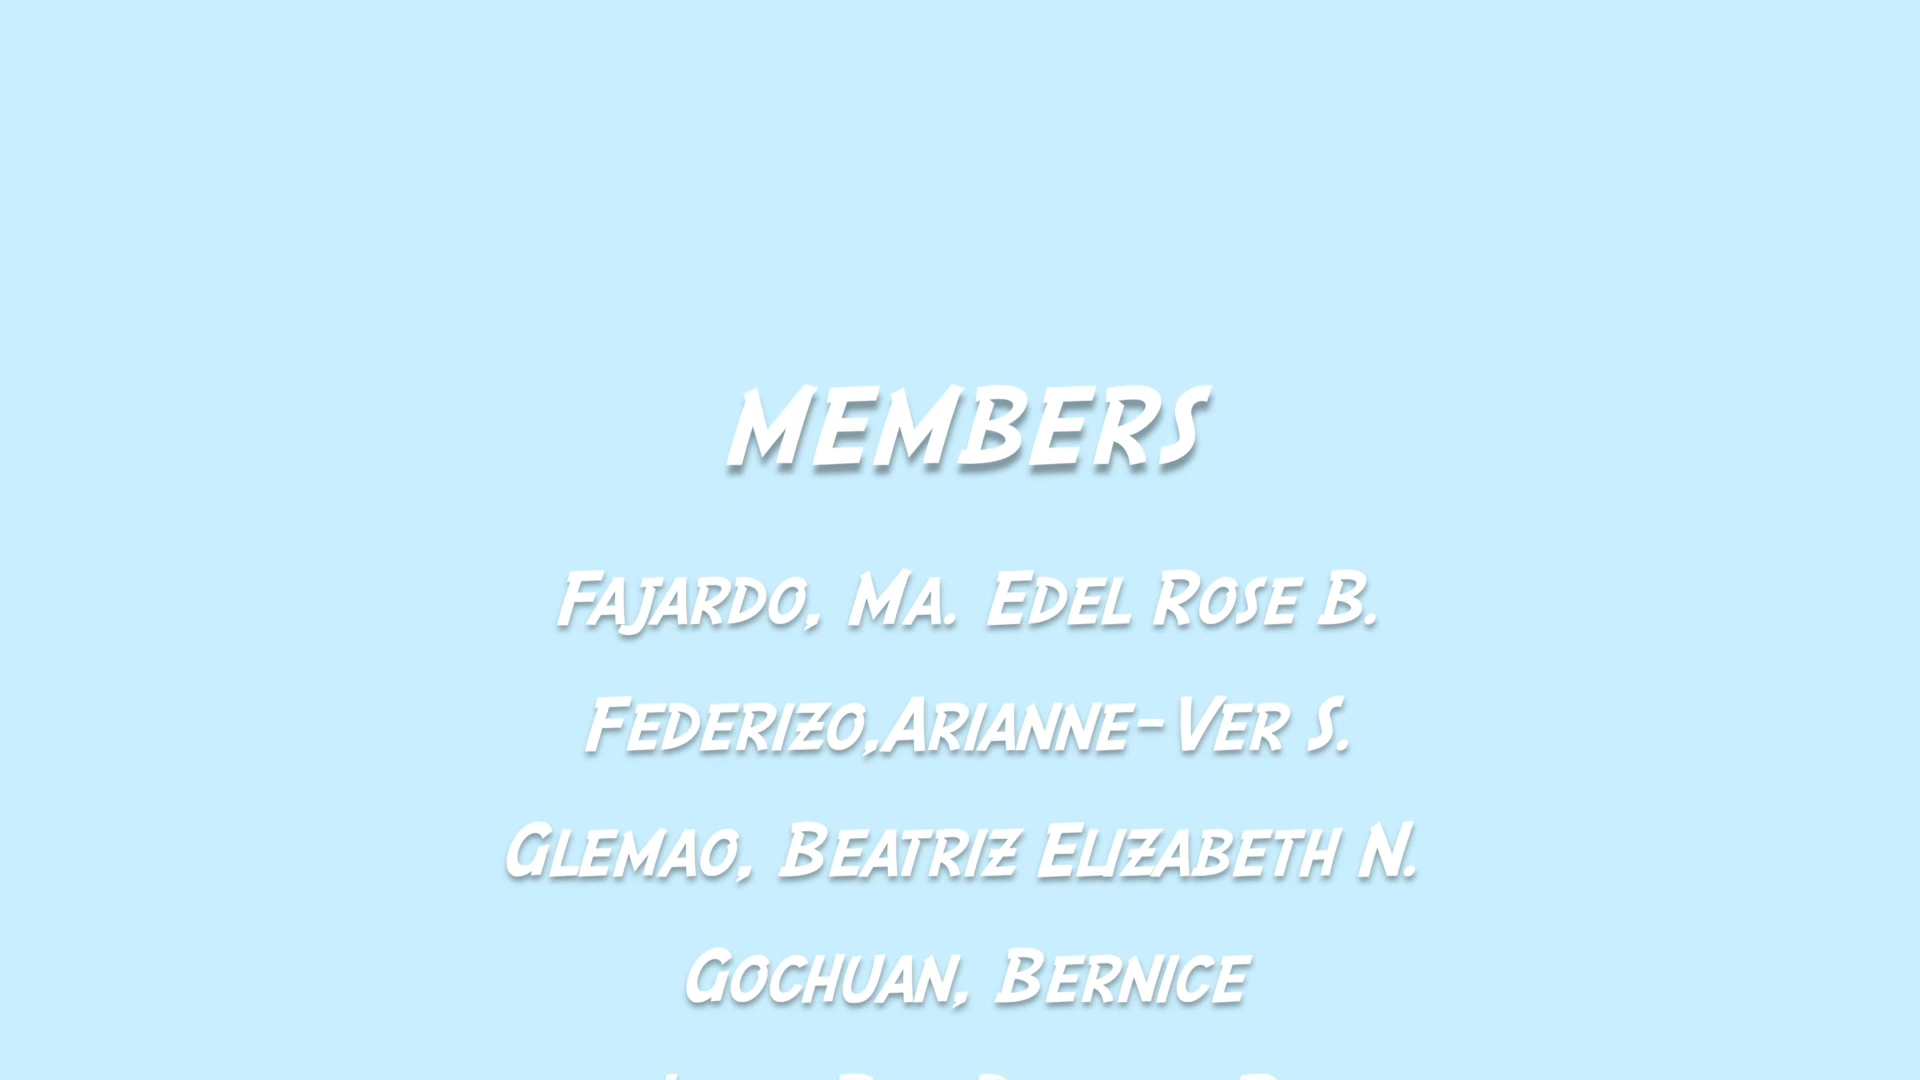 MEMBERS
FAJARDO, MA. EDEL ROSE B.
FEDERIZO,ARIANNE-VER S.
GLEMAO, BEATRIZ ELIZABETH N.
GOCHUAN, BERNICE